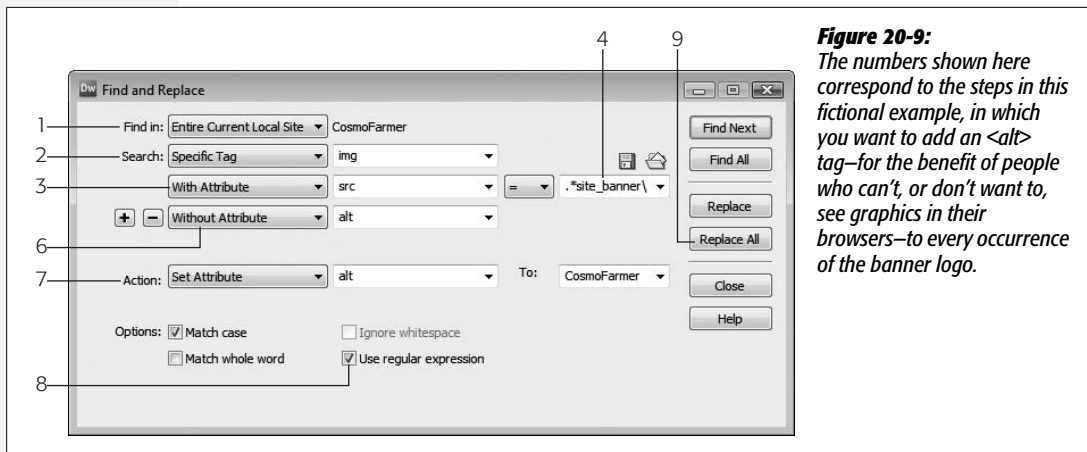 4 9
Dw Find and Replace
1 Find in: Entire Current Local Site CosmoFarmer Find Next
2 Search: Specific Tag img Find All
3 With Attribute src = .*site_banner\ Replace
+ - Without Attribute alt Replace All
6
7 Action: Set Attribute alt To: CosmoFarmer Close
Help
Options: Match case Ignore whitespace
Match whole word Use regular expression
8
Figure 20-9:
The numbers shown here
correspond to the steps in this
fictional example, in which
you want to add an <alt>
tag—for the benefit of people
who can't, or don't want to,
see graphics in their
browsers—to every occurrence
of the banner logo.